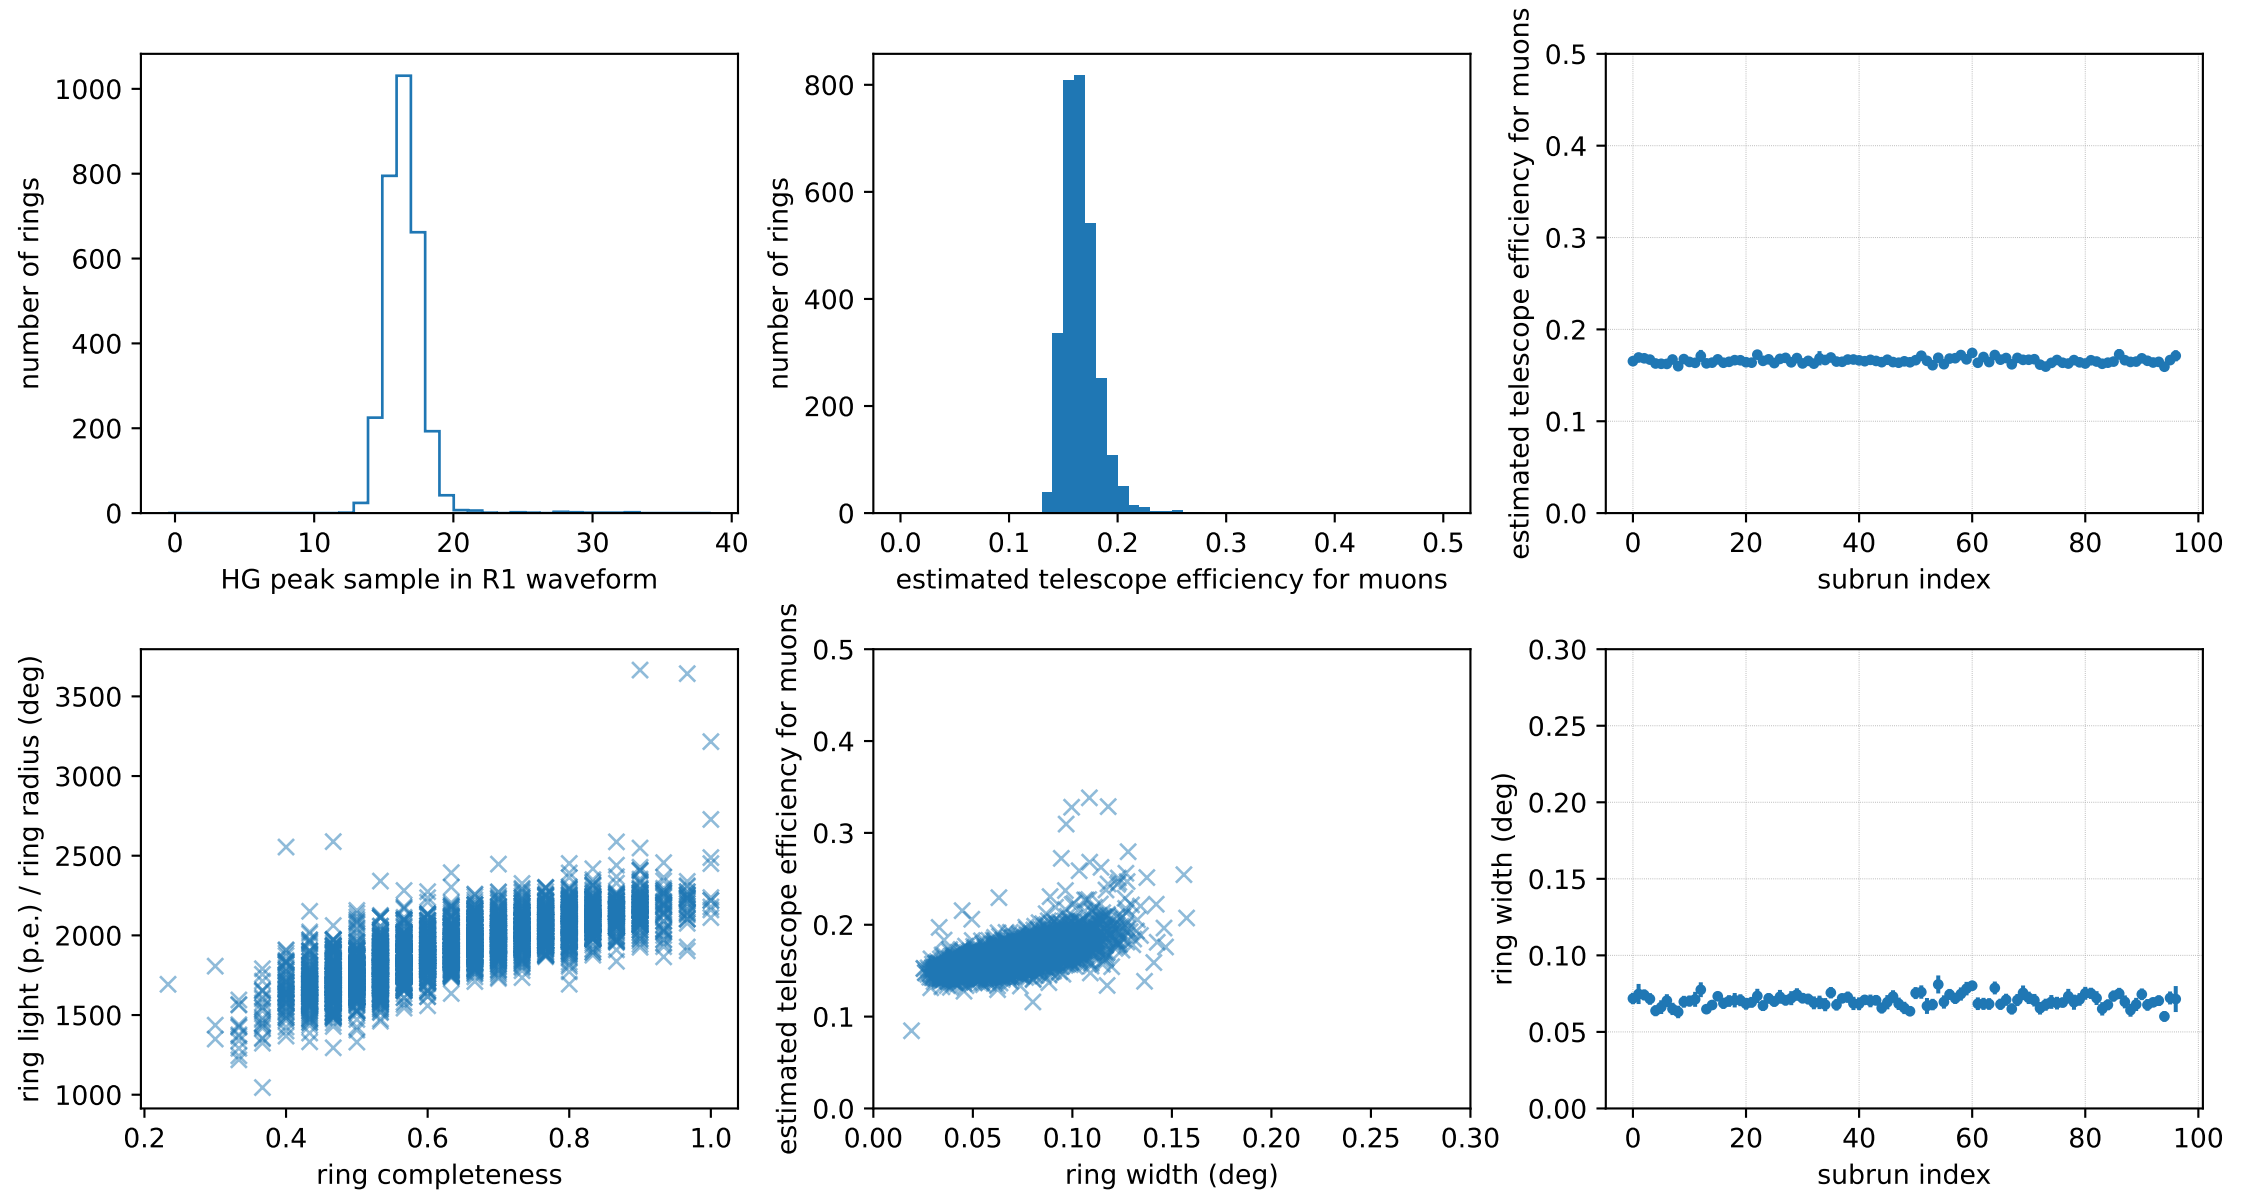 number of rings
1000
800
600
400
200
0
0 10 20 30 40
HG peak sample in R1 waveform
number of rings
800
600
400
200
0
0.0 0.1 0.2 0.3 0.4 0.5
estimated telescope efficiency for muons
estimated telescope efficiency for muons
0.5
0.4
0.3
0.2
0.1
0.0
0 20 40 60 80 100
subrun index
ring light (p.e.) / ring radius (deg)
3500
3000
2500
2000
1500
1000
0.2 0.4 0.6 0.8 1.0
ring completeness
estimated telescope efficiency for muons
0.5
0.4
0.3
0.2
0.1
0.0
0.00 0.05 0.10 0.15 0.20 0.25 0.30
ring width (deg)
ring width (deg)
0.30
0.25
0.20
0.15
0.10
0.05
0.00
0 20 40 60 80 100
subrun index